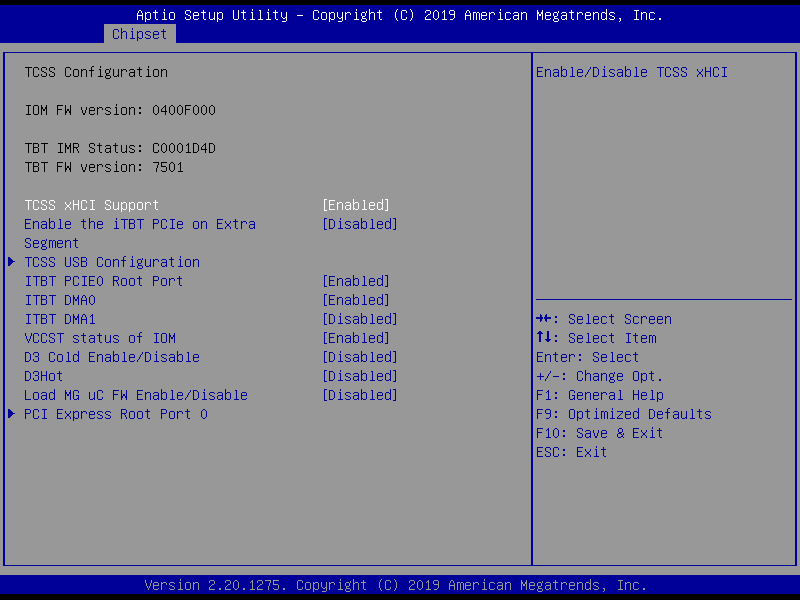 Aptio Setup Utility – Copyright (C) 2019 American Megatrends, Inc.
Chipset
TCSS Configuration
IOM FW version: 0400F000
TBT IMR Status: C0001D4D
TBT FW version: 7501
TCSS xHCI Support [Enabled]
Enable the iTBT PCIe on Extra [Disabled]
Segment
TCSS USB Configuration
ITBT PCIE0 Root Port [Enabled]
ITBT DMA0 [Enabled]
ITBT DMA1 [Disabled]
VCCST status of IOM [Enabled]
D3 Cold Enable/Disable [Disabled]
D3Hot [Disabled]
Load MG uC FW Enable/Disable [Disabled]
PCI Express Root Port 0
Enable/Disable TCSS xHCI
→←: Select Screen
↑↓: Select Item
Enter: Select
+/-: Change Opt.
F1: General Help
F9: Optimized Defaults
F10: Save & Exit
ESC: Exit
Version 2.20.1275. Copyright (C) 2019 American Megatrends, Inc.